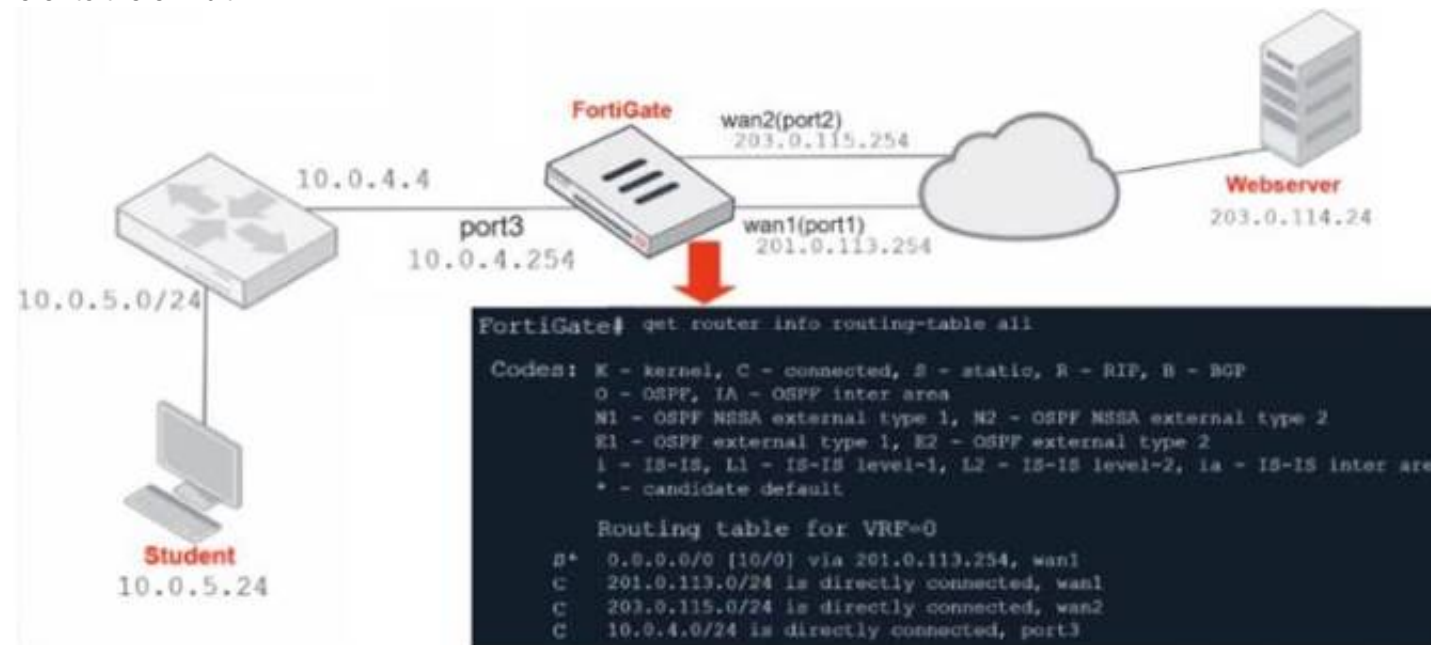 FortiGate
wan2(port2)
203.0.115.254
10.0.4.4
Webserver
203.0.114.24
port3
10.0.4.254
wan1(port1)
201.0.113.254
10.0.5.0/24
FortiGate# get router info routing-table all
Codes: K - kernel, C - connected, S - static, R - RIP, B - BGP
O - OSPF, IA - OSPF inter area
N1 - OSPF NSSA external type 1, N2 - OSPF NSSA external type 2
E1 - OSPF external type 1, E2 - OSPF external type 2
i - IS-IS, L1 - IS-IS level-1, L2 - IS-IS level-2, ia - IS-IS inter are
* - candidate default
Routing table for VRF=0
S* 0.0.0.0/0 [10/0] via 201.0.113.254, wan1
C 201.0.113.0/24 is directly connected, wan1
C 203.0.115.0/24 is directly connected, wan2
C 10.0.4.0/24 is directly connected, port3
Student
10.0.5.24